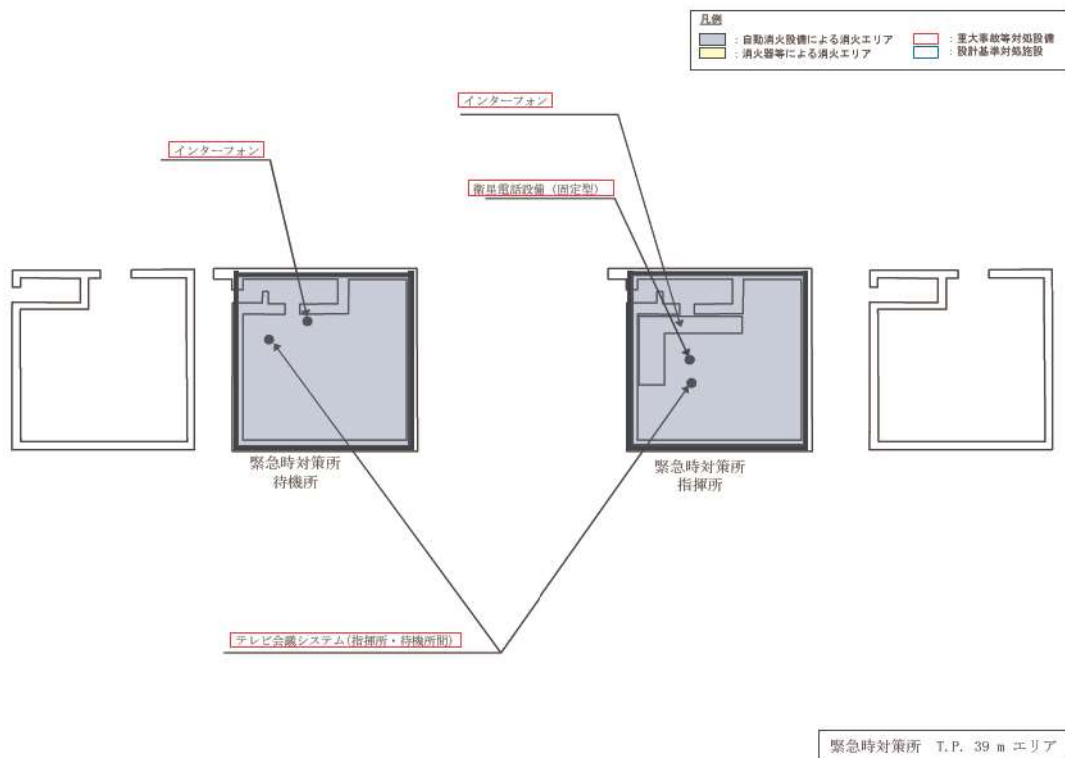 凡例
：自動消火設備による消火エリア
：重大事故等対処設備
：消火器等による消火エリア
：設計基準対処施設
インターフォン
インターフォン
衛星電話設備（固定型）
緊急時対策所
待機所
緊急時対策所
指揮所
テレビ会議システム(指揮所・待機所間)
緊急時対策所　T.P. 39 m エリア